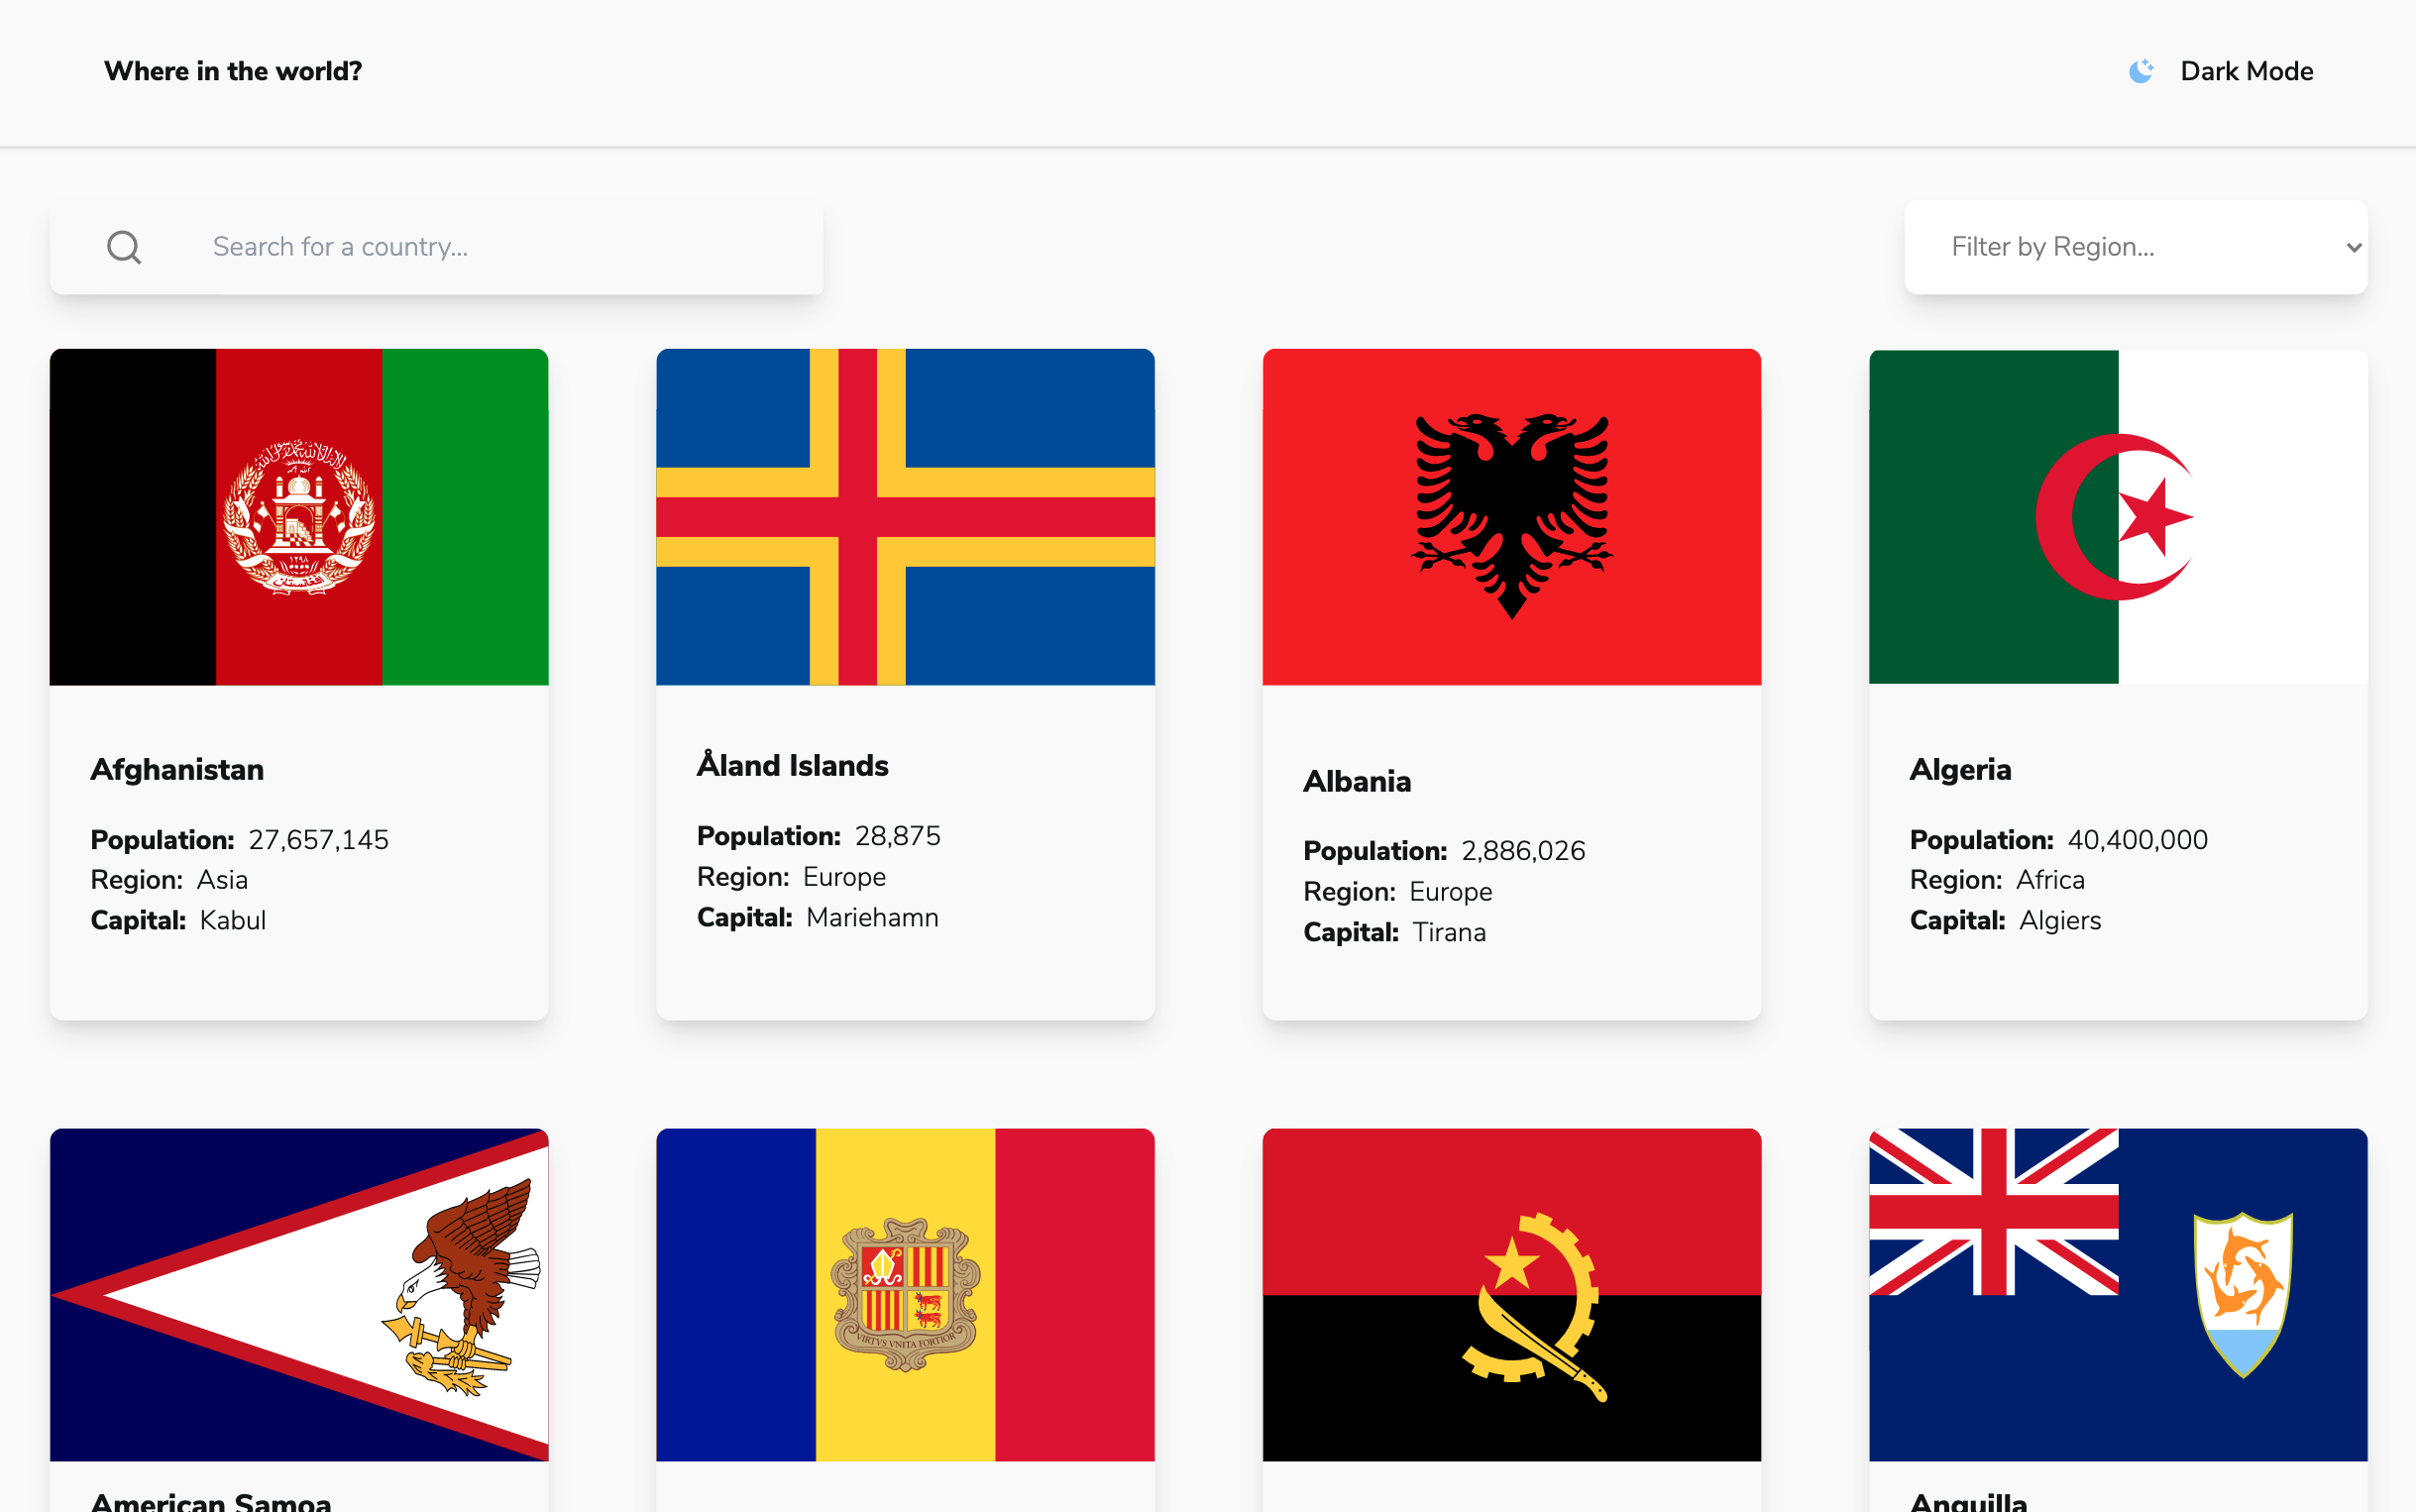 Where in the world?
Dark Mode
Search for a country...
Filter by Region...
Afghanistan
Population: 27,657,145
Region: Asia
Capital: Kabul
Åland Islands
Population: 28,875
Region: Europe
Capital: Mariehamn
Albania
Population: 2,886,026
Region: Europe
Capital: Tirana
Algeria
Population: 40,400,000
Region: Africa
Capital: Algiers
VIRTVS VNITA FORTIOR
American Samoa
Anguilla